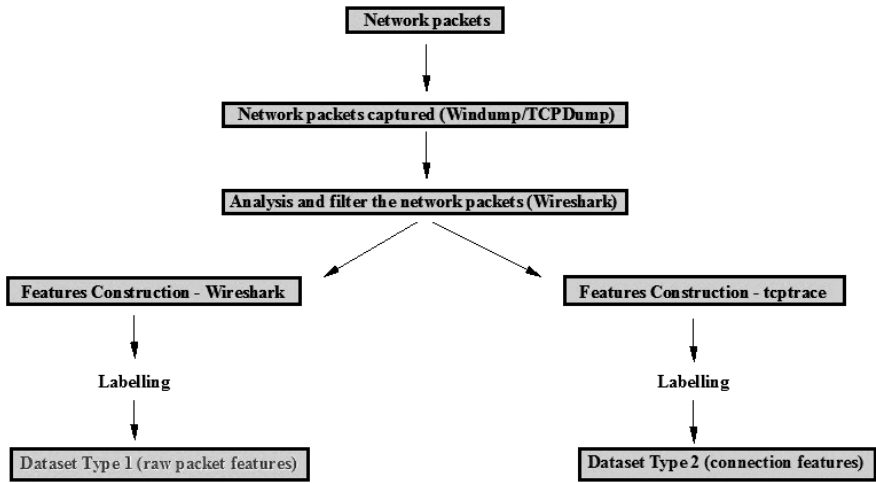 Network packets
Network packets captured (Windump/TCPDump)
Analysis and filter the network packets (Wireshark)
Features Construction - Wireshark
Features Construction - tcptrace
Labelling
Labelling
Dataset Type 1 (raw packet features)
Dataset Type 2 (connection features)